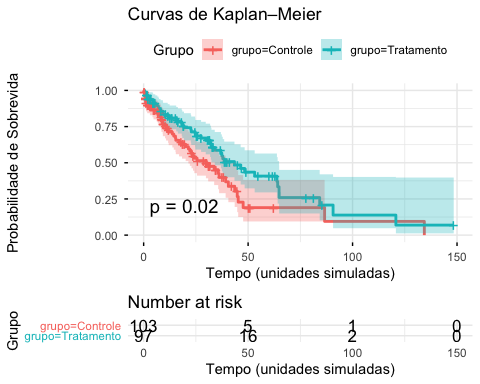 Curvas de Kaplan–Meier
Grupo grupo=Controle grupo=Tratamento
Probabilidade de Sobrevida
1.00
0.75
0.50
0.25
0.00
p = 0.02
0 50 100 150
Tempo (unidades simuladas)
Number at risk
Grupo
grupo=Controle 103 5 1 0
grupo=Tratamento 97 16 2 0
0 50 100 150
Tempo (unidades simuladas)